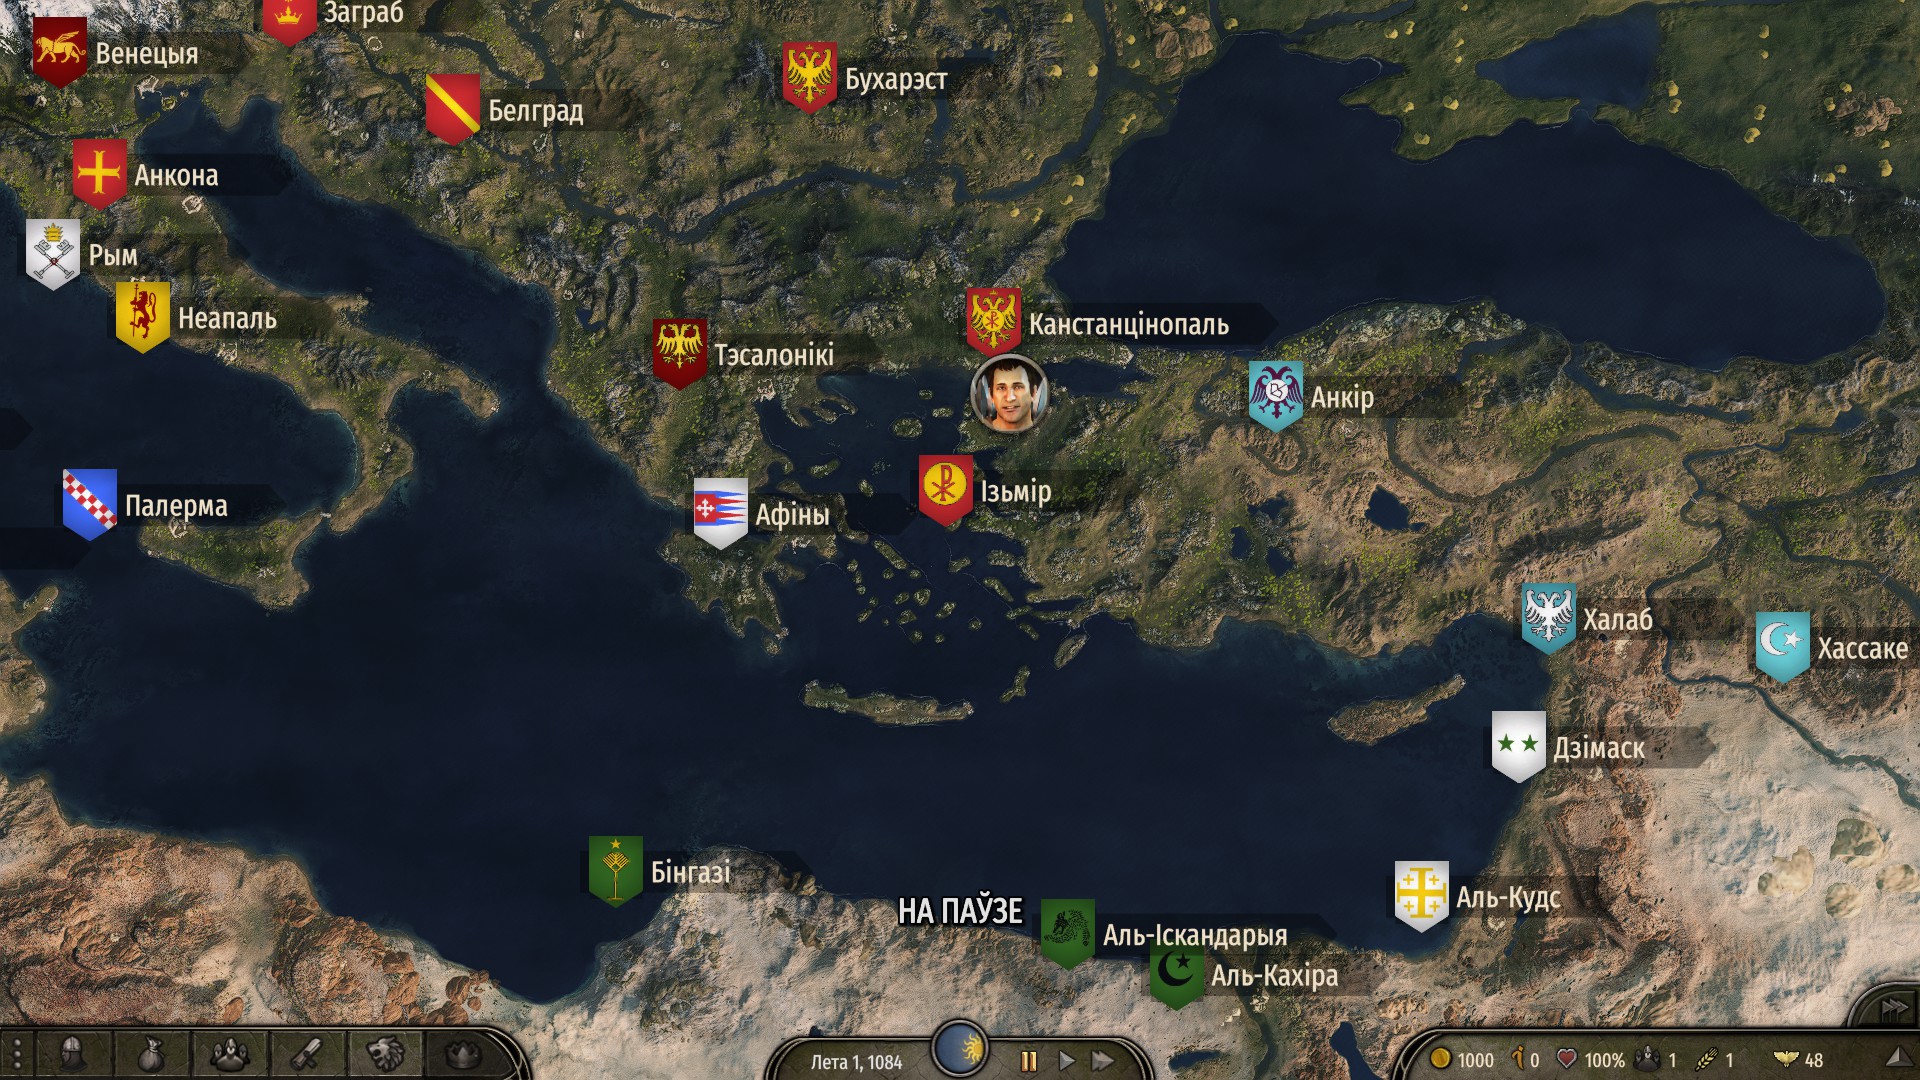 Заграб
Венецыя
Бухарэст
Белград
Анкона
Рым
Неапаль
Канстанцінопаль
Тэсалонікі
Анкір
Ізьмір
Палерма
Афіны
Халаб
Хассаке
Дзімаск
Бінгазі
НА ПАЎЗЕ
Аль-Кудс
Аль-Іскандарыя
Аль-Кахіра
Лета 1, 1084
1000 0 100% 1 1 48